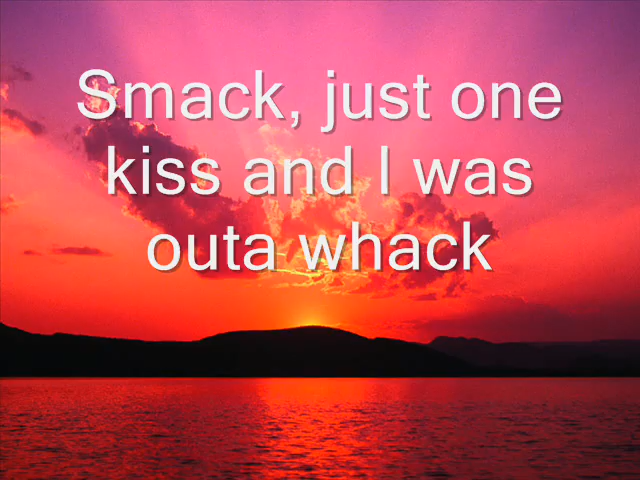 Smack, just one
kiss and I was
outa whack